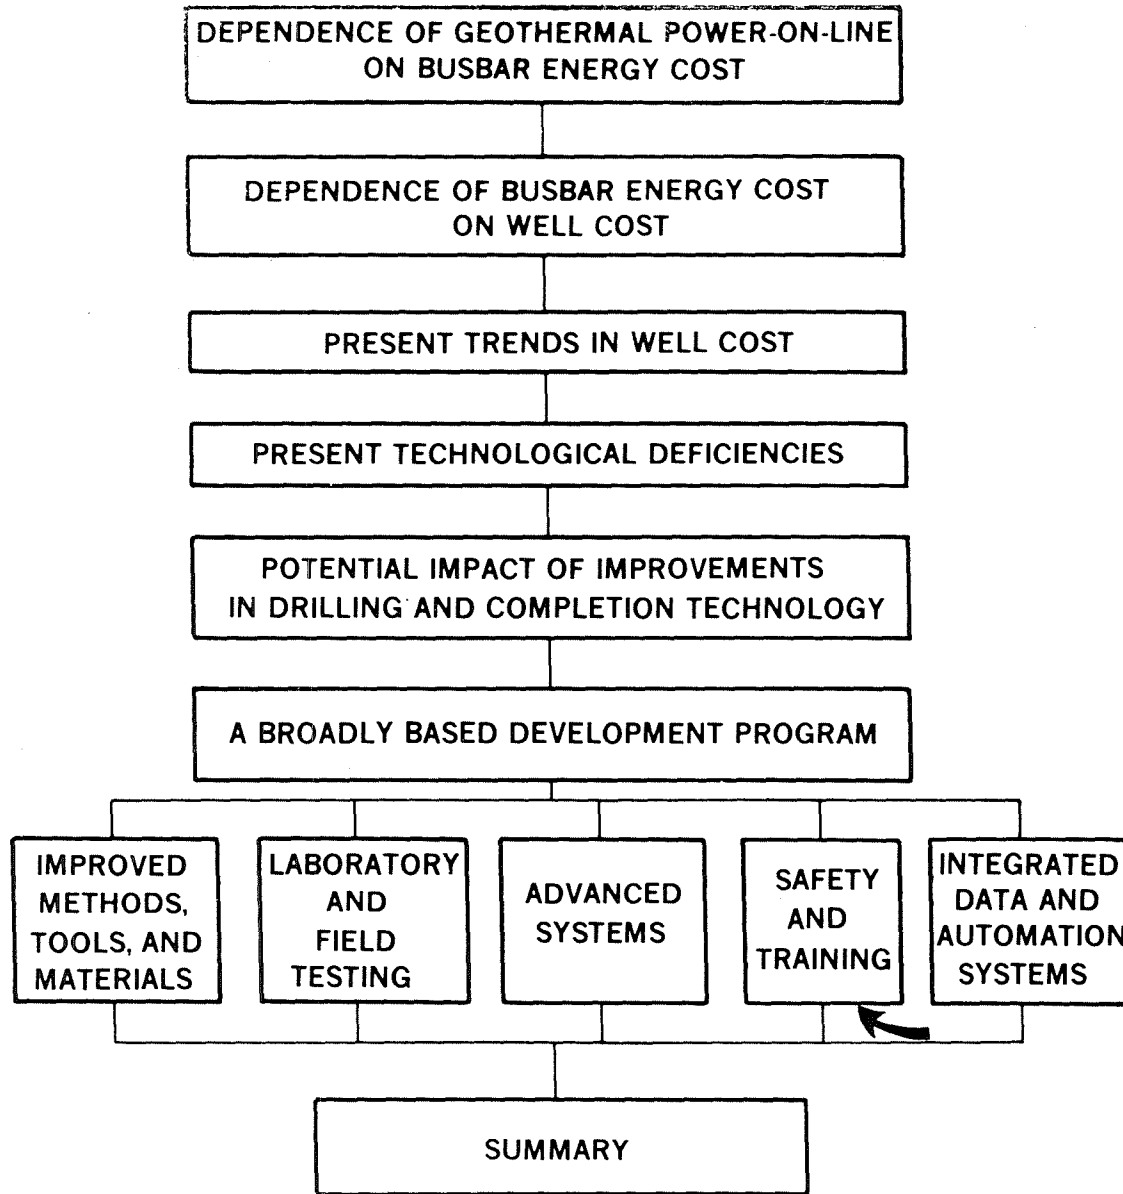 DEPENDENCE OF GEOTHERMAL POWER-ON-LINE
ON BUSBAR ENERGY COST
DEPENDENCE OF BUSBAR ENERGY COST
ON WELL COST
PRESENT TRENDS IN WELL COST
PRESENT TECHNOLOGICAL DEFICIENCIES
POTENTIAL IMPACT OF IMPROVEMENTS
IN DRILLING AND COMPLETION TECHNOLOGY
A BROADLY BASED DEVELOPMENT PROGRAM
IMPROVED
METHODS,
TOOLS, AND
MATERIALS
LABORATORY
AND
FIELD
TESTING
ADVANCED
SYSTEMS
SAFETY
AND
TRAINING
INTEGRATED
DATA AND
AUTOMATION
SYSTEMS
SUMMARY